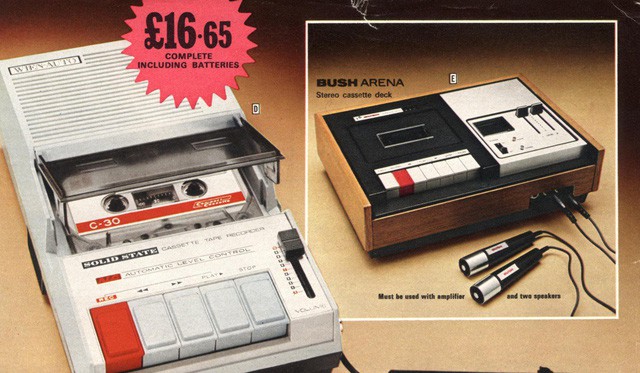 £16·65
COMPLETE
INCLUDING BATTERIES
D
C-30
SOLID STATE CASSETTE TAPE RECORDER
AUTOMATIC LEVEL CONTROL
REC
◀◀ ▶▶ PLAY▶ STOP
VOLUME
BUSH ARENA
E
Stereo cassette deck
Must be used with amplifier and two speakers